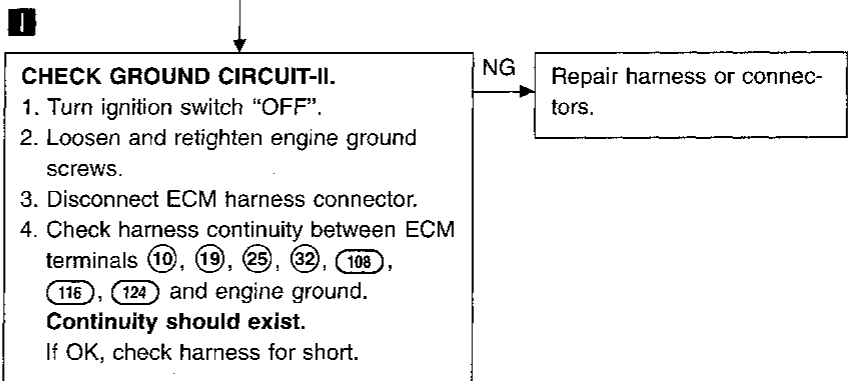 I
CHECK GROUND CIRCUIT-II.
1. Turn ignition switch “OFF”.
2. Loosen and retighten engine ground
screws.
3. Disconnect ECM harness connector.
4. Check harness continuity between ECM
terminals 10, 19, 25, 32, 108,
116, 124 and engine ground.
Continuity should exist.
If OK, check harness for short.
NG
Repair harness or connec-
tors.